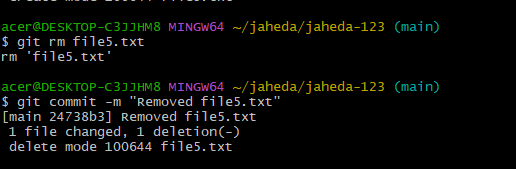 acer@DESKTOP-C3JJHM8 MINGW64 ~/jaheda/jaheda-123 (main)
$ git rm file5.txt
rm 'file5.txt'
acer@DESKTOP-C3JJHM8 MINGW64 ~/jaheda/jaheda-123 (main)
$ git commit -m "Removed file5.txt"
[main 24738b3] Removed file5.txt
 1 file changed, 1 deletion(-)
 delete mode 100644 file5.txt